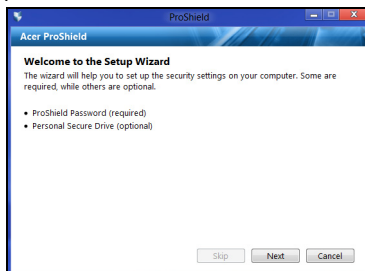 ProShield
Acer ProShield
Welcome to the Setup Wizard
The wizard will help you to set up the security settings on your computer. Some are
required, while others are optional.
• ProShield Password (required)
• Personal Secure Drive (optional)
Skip Next Cancel